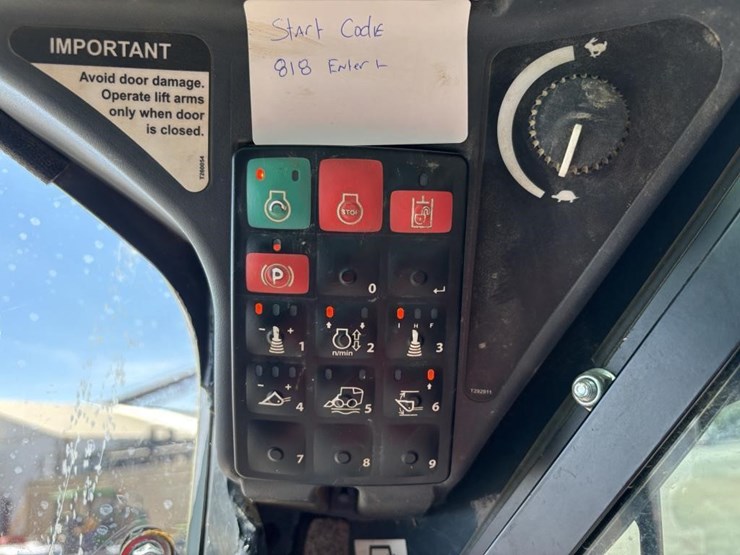 Start Code
818 Enter
IMPORTANT
Avoid door damage.
Operate lift arms
only when door
is closed.
STOP
P
0
- +
1
n/min
2
I H F
3
- +
4
5
6
7
8
9